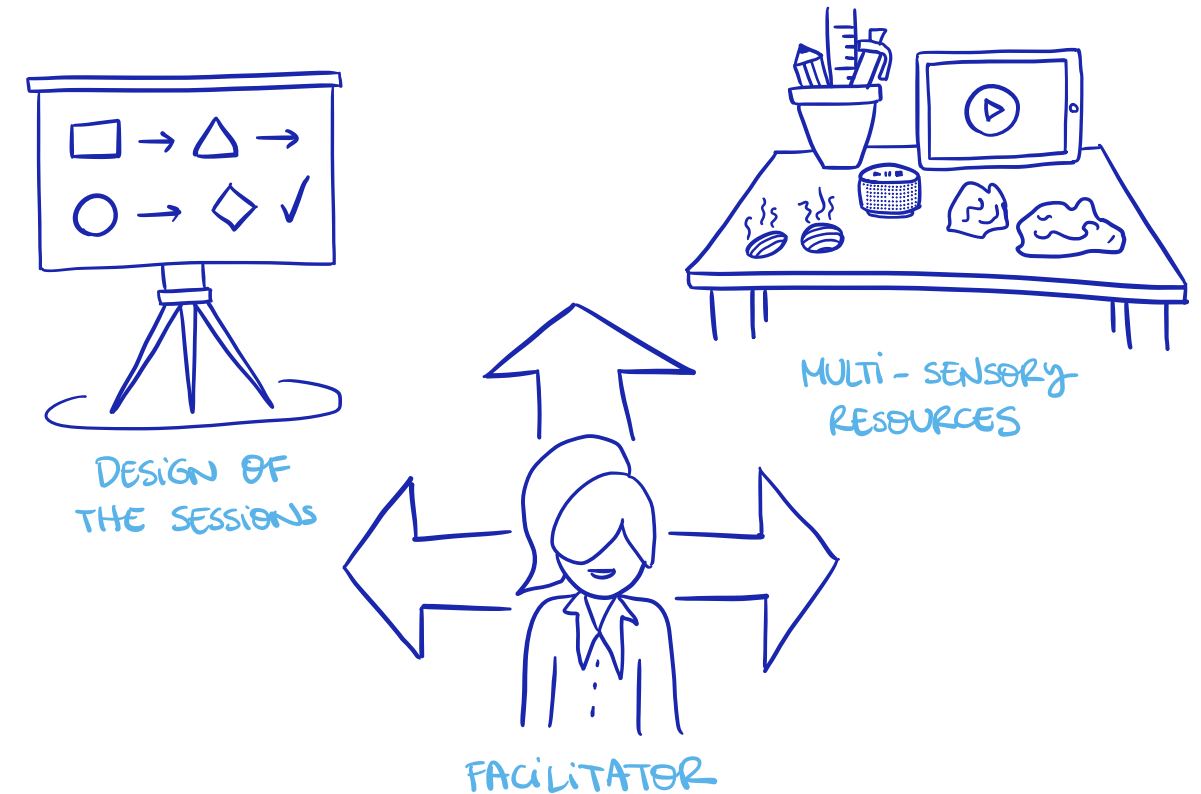 DESIGN OF
THE SESSIONS
MULTI-SENSORY
RESOURCES
FACILITATOR